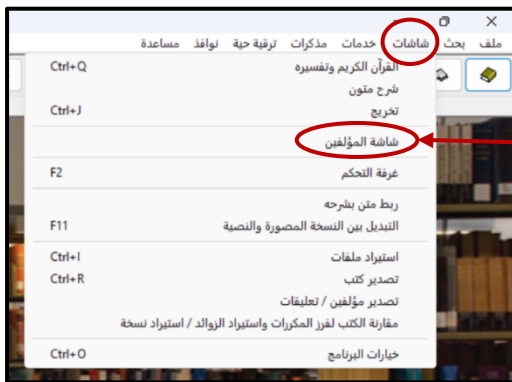 ملف بحث شاشات خدمات مذكرات ترقية حية نوافذ مساعدة
القرآن الكريم وتفسيره Ctrl+Q
شرح متون
تخريج Ctrl+J
شاشة المؤلفين
غرفة التحكم F2
ربط متن بشرحه
التبديل بين النسخة المصورة والنصية F11
استيراد ملفات Ctrl+I
تصدير كتب Ctrl+R
تصدير مؤلفين / تعليقات
مقارنة الكتب لفرز المكررات واستيراد الزوائد / استيراد نسخة
خيارات البرنامج Ctrl+O